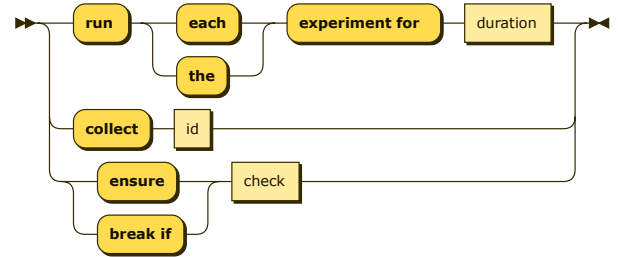 run each experiment for duration
the
collect id
ensure check
break if